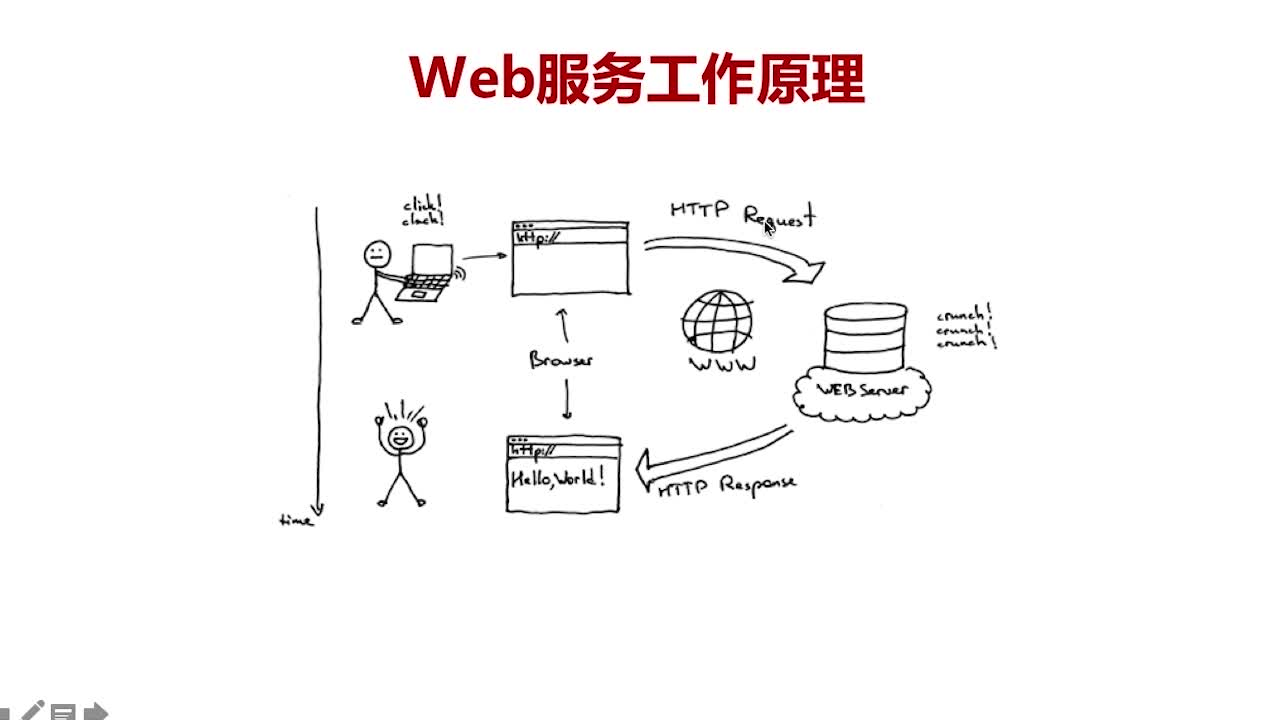 Web服务工作原理
click!
clack!
HTTP Request
http://
crunch!
crunch!
crunch!
Browser
WWW
WEB Server
http://
Hello, World!
HTTP Response
time